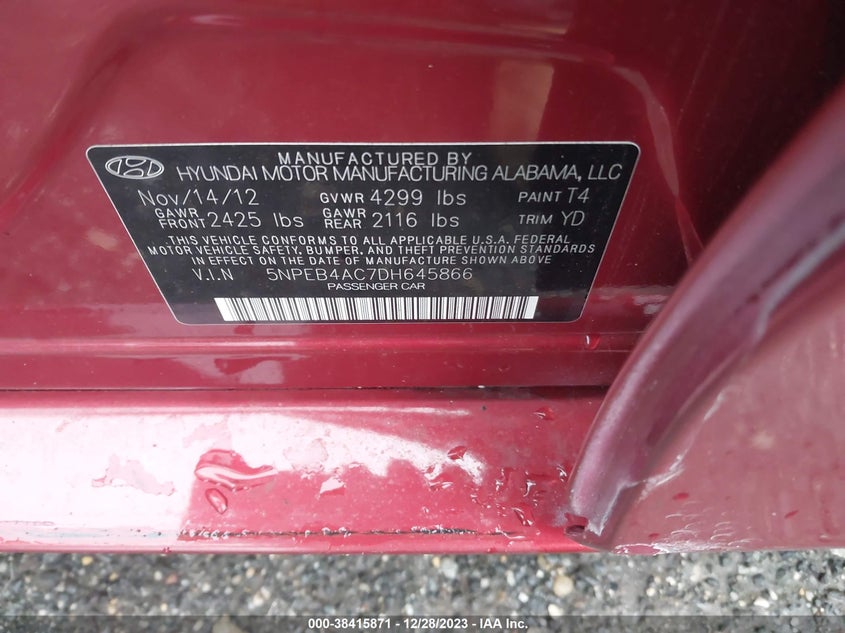 MANUFACTURED BY
HYUNDAI MOTOR MANUFACTURING ALABAMA, LLC
Nov/14/12 GVWR 4299 lbs PAINT T4
GAWR FRONT 2425 lbs GAWR REAR 2116 lbs TRIM YD
THIS VEHICLE CONFORMS TO ALL APPLICABLE U.S.A. FEDERAL
MOTOR VEHICLE SAFETY, BUMPER, AND THEFT PREVENTION STANDARDS
IN EFFECT ON THE DATE OF MANUFACTURE SHOWN ABOVE.
V.I.N 5NPEB4AC7DH645866
PASSENGER CAR
000-38415871 - 12/28/2023 - IAA Inc.